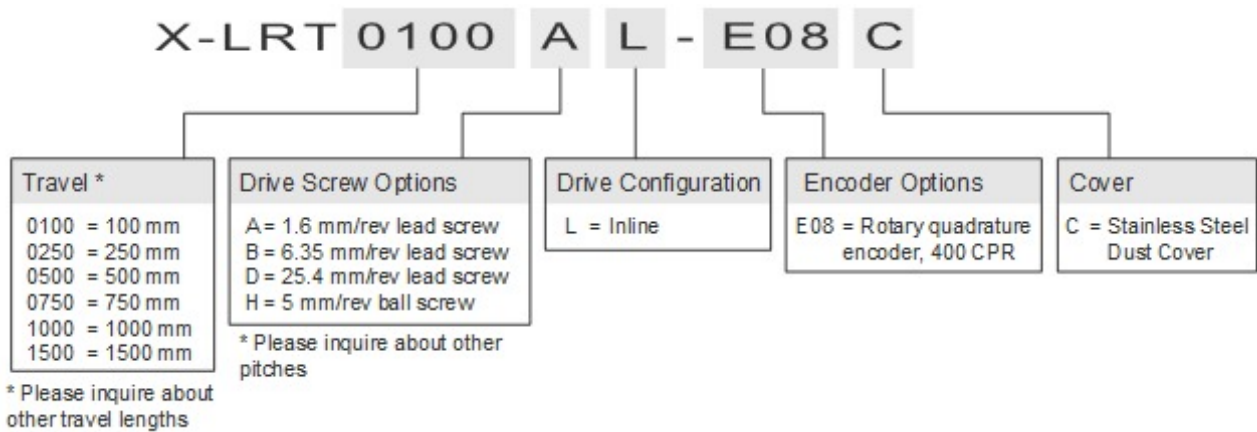 X-LRT 0100 A L - E08 C
Travel *
0100 = 100 mm
0250 = 250 mm
0500 = 500 mm
0750 = 750 mm
1000 = 1000 mm
1500 = 1500 mm
* Please inquire about
other travel lengths
Drive Screw Options
A = 1.6 mm/rev lead screw
B = 6.35 mm/rev lead screw
D = 25.4 mm/rev lead screw
H = 5 mm/rev ball screw
* Please inquire about other
pitches
Drive Configuration
L = Inline
Encoder Options
E08 = Rotary quadrature
encoder, 400 CPR
Cover
C = Stainless Steel
Dust Cover